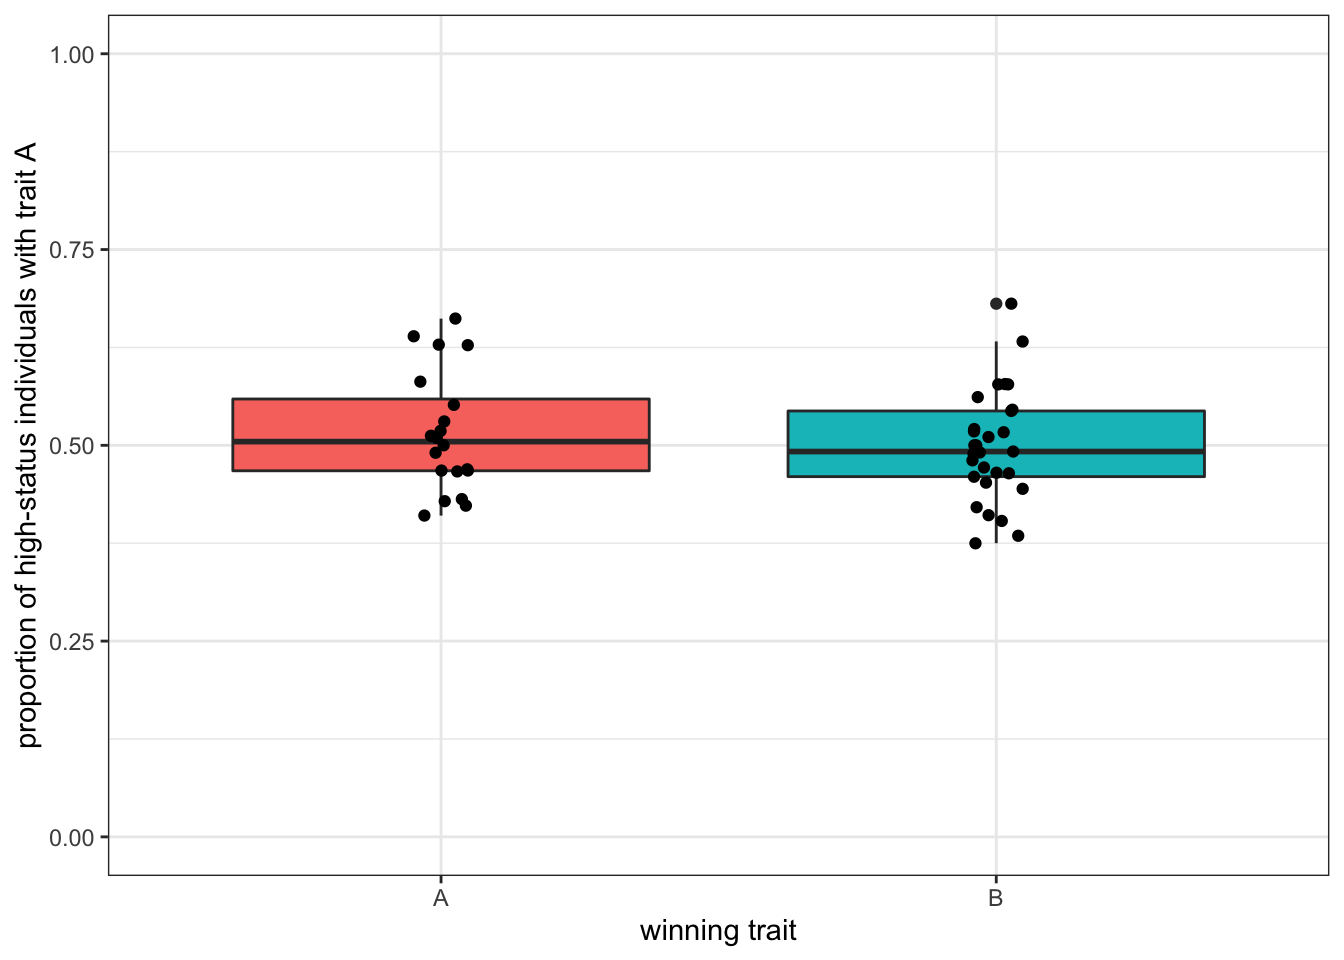 proportion of high-status individuals with trait A
1.00
0.75
0.50
0.25
0.00
A
B
winning trait